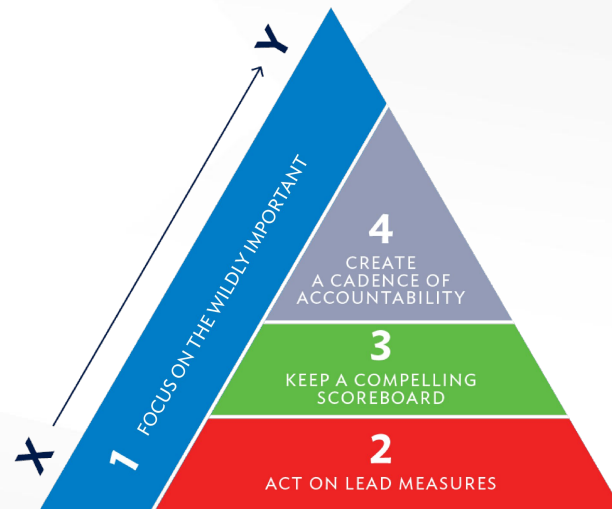 Y
X
1 FOCUS ON THE WILDLY IMPORTANT
4
CREATE
A CADENCE OF
ACCOUNTABILITY
3
KEEP A COMPELLING
SCOREBOARD
2
ACT ON LEAD MEASURES